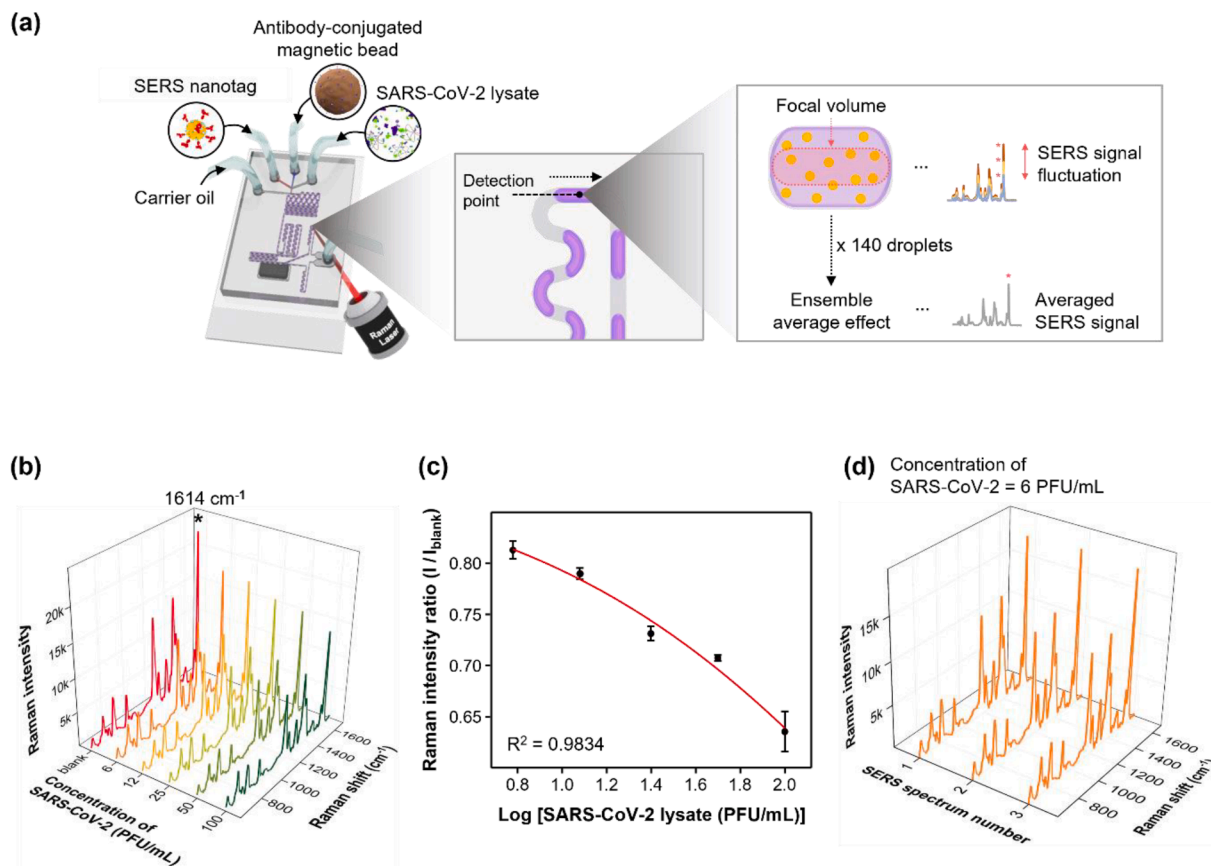 (a)
Antibody-conjugated
magnetic bead
SERS nanotag
SARS-CoV-2 lysate
Carrier oil
Raman
Laser
Detection
point
Focal volume
...
SERS signal
fluctuation
x 140 droplets
Ensemble
average effect
...
Averaged
SERS signal
(b)
1614 cm-1
*
Raman intensity
20k
15k
10k
5k
blank
6
12
25
50
100
Concentration of
SARS-CoV-2 (PFU/mL)
800
1000
1200
1400
1600
Raman shift (cm-1)
(c)
Raman intensity ratio (I / Iblank)
0.80
0.75
0.70
0.65
R2 = 0.9834
0.8
1.0
1.2
1.4
1.6
1.8
2.0
Log [SARS-CoV-2 lysate (PFU/mL)]
(d)
Concentration of
SARS-CoV-2 = 6 PFU/mL
Raman intensity
15k
10k
5k
1
2
3
SERS spectrum number
800
1000
1200
1400
1600
Raman shift (cm-1)